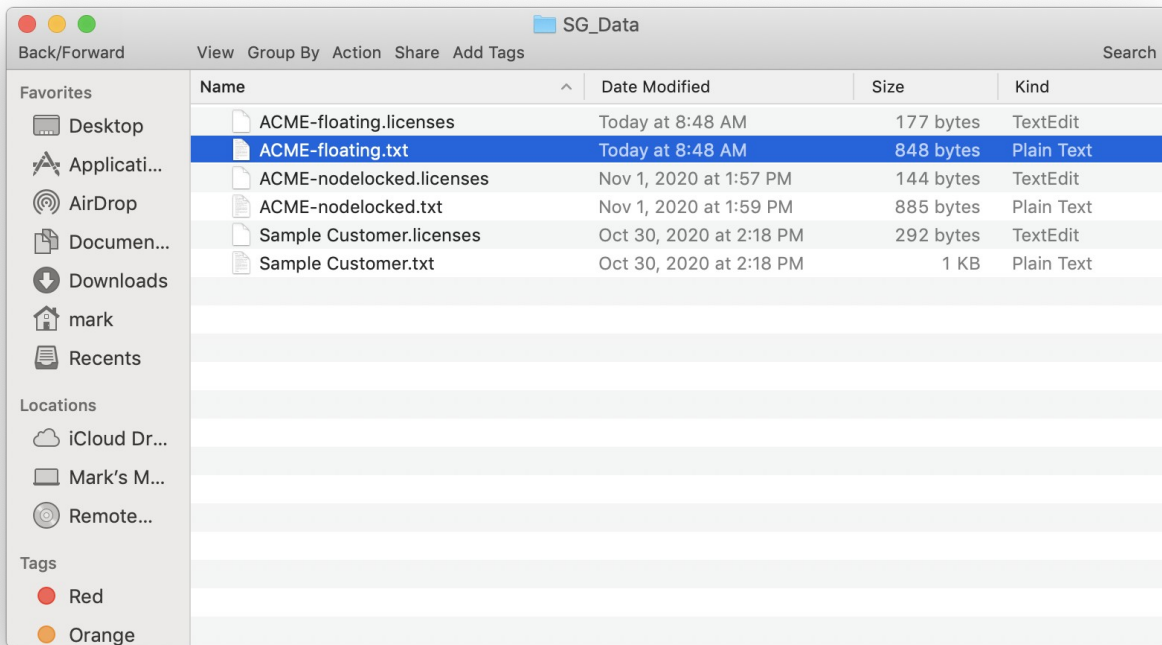 SG_Data
Back/Forward View Group By Action Share Add Tags Search
Favorites
Desktop
Applicati...
AirDrop
Documen...
Downloads
mark
Recents
Locations
iCloud Dr...
Mark's M...
Remote...
Tags
Red
Orange
Name Date Modified Size Kind
ACME-floating.licenses Today at 8:48 AM 177 bytes TextEdit
ACME-floating.txt Today at 8:48 AM 848 bytes Plain Text
ACME-nodelocked.licenses Nov 1, 2020 at 1:57 PM 144 bytes TextEdit
ACME-nodelocked.txt Nov 1, 2020 at 1:59 PM 885 bytes Plain Text
Sample Customer.licenses Oct 30, 2020 at 2:18 PM 292 bytes TextEdit
Sample Customer.txt Oct 30, 2020 at 2:18 PM 1 KB Plain Text